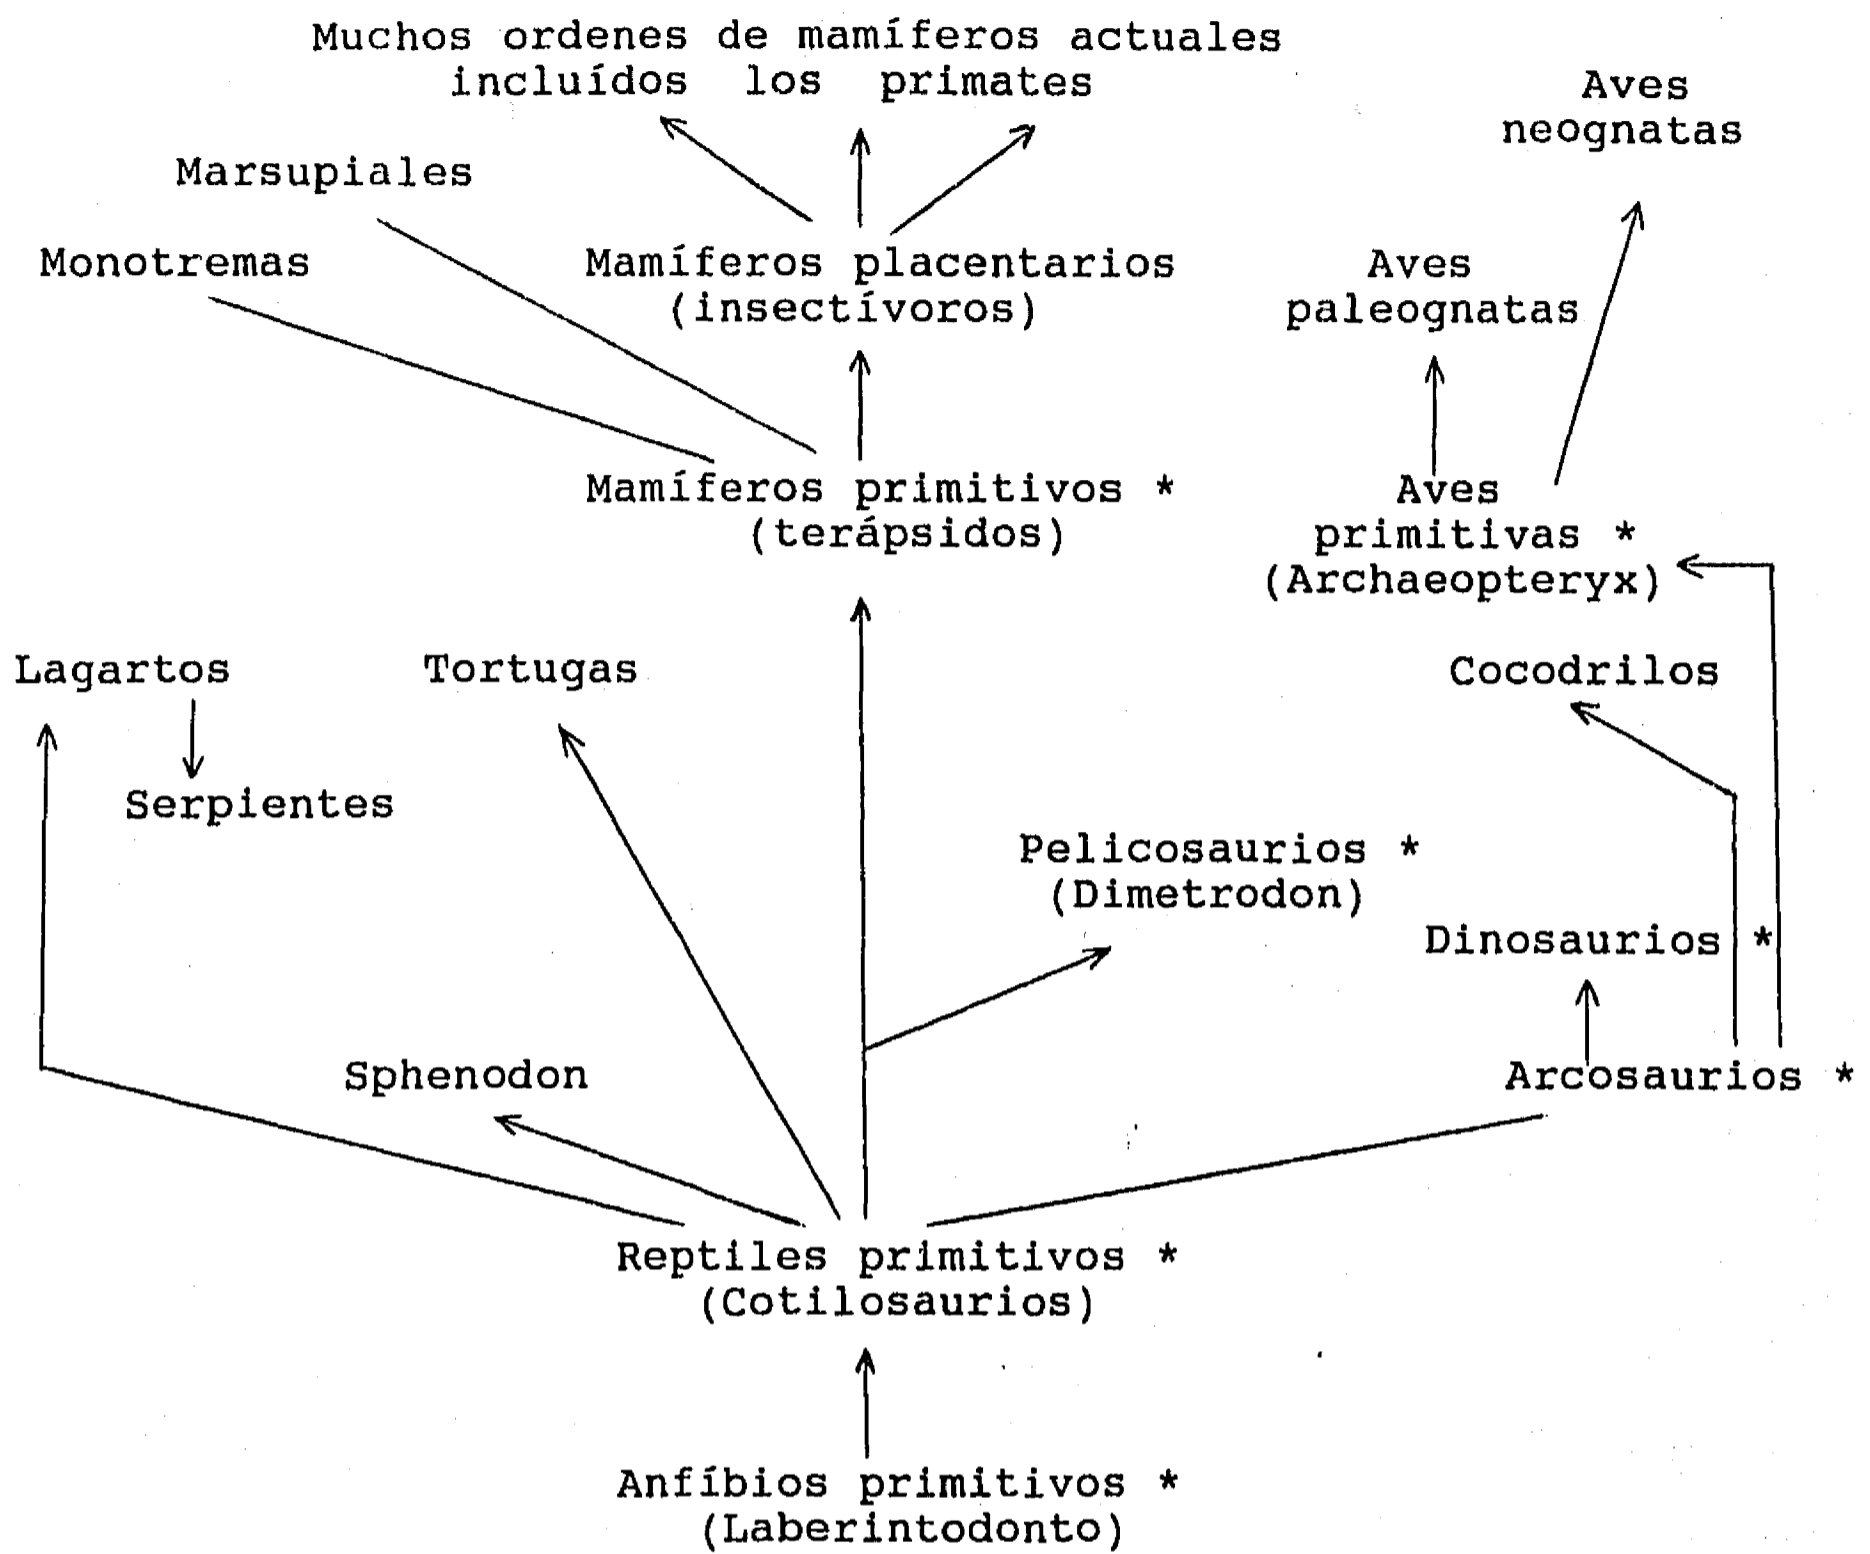 Muchos ordenes de mamíferos actuales
incluídos los primates
Aves
neognatas
Marsupiales
Monotremas
Mamíferos placentarios
(insectívoros)
Aves
paleognatas
Mamíferos primitivos *
(terápsidos)
Aves
primitivas *
(Archaeopteryx)
Lagartos
Tortugas
Cocodrilos
Serpientes
Pelicosaurios *
(Dimetrodon)
Dinosaurios *
Sphenodon
Arcosaurios *
Reptiles primitivos *
(Cotilosaurios)
Anfíbios primitivos *
(Laberintodonto)